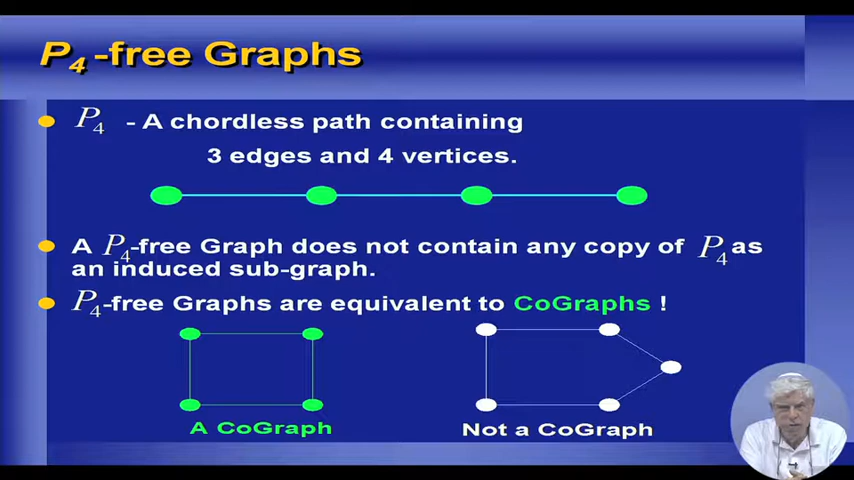 P4 -free Graphs
P4 - A chordless path containing
3 edges and 4 vertices.
A P4-free Graph does not contain any copy of P4 as
an induced sub-graph.
P4-free Graphs are equivalent to CoGraphs !
A CoGraph
Not a CoGraph